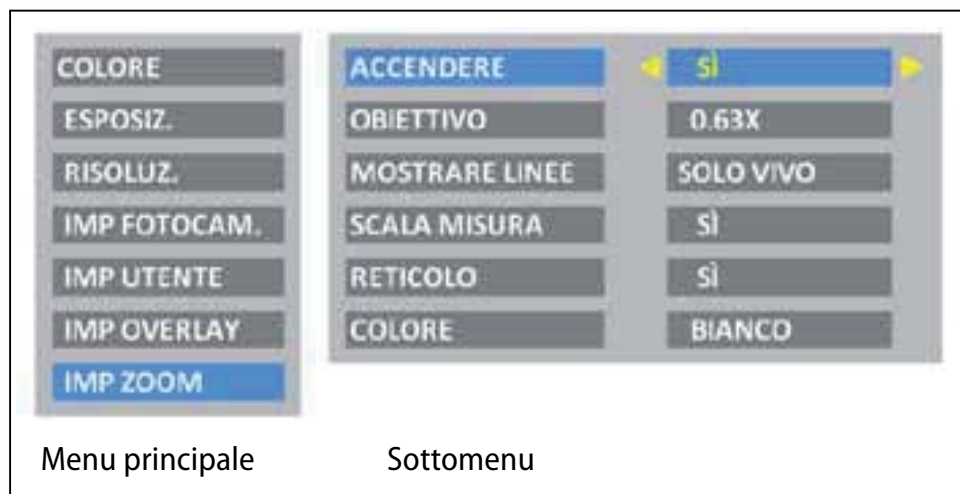 COLORE
ESPOSIZ.
RISOLUZ.
IMP FOTOCAM.
IMP UTENTE
IMP OVERLAY
IMP ZOOM
ACCENDERE SÌ
OBIETTIVO 0.63X
MOSTRARE LINEE SOLO VIVO
SCALA MISURA SÌ
RETICOLO SÌ
COLORE BIANCO
Menu principale
Sottomenu